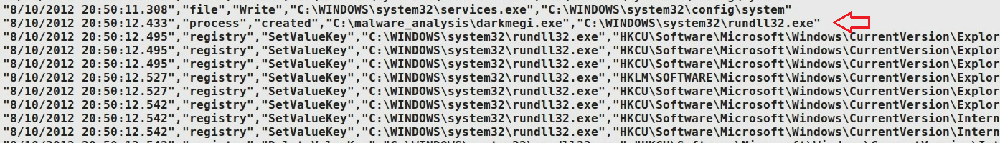 "8/10/2012 20:50:11.308","file","Write","C:\WINDOWS\system32\services.exe","C:\WINDOWS\system32\config\system"
"8/10/2012 20:50:12.433","process","created","C:\malware_analysis\darkmegi.exe","C:\WINDOWS\system32\rundll32.exe"
"8/10/2012 20:50:12.495","registry","SetValueKey","C:\WINDOWS\system32\rundll32.exe","HKCU\Software\Microsoft\Windows\CurrentVersion\Explor
"8/10/2012 20:50:12.495","registry","SetValueKey","C:\WINDOWS\system32\rundll32.exe","HKCU\Software\Microsoft\Windows\CurrentVersion\Explor
"8/10/2012 20:50:12.495","registry","SetValueKey","C:\WINDOWS\system32\rundll32.exe","HKCU\Software\Microsoft\Windows\CurrentVersion\Explor
"8/10/2012 20:50:12.527","registry","SetValueKey","C:\WINDOWS\system32\rundll32.exe","HKLM\SOFTWARE\Microsoft\Windows\CurrentVersion\Explor
"8/10/2012 20:50:12.527","registry","SetValueKey","C:\WINDOWS\system32\rundll32.exe","HKCU\Software\Microsoft\Windows\CurrentVersion\Explor
"8/10/2012 20:50:12.542","registry","SetValueKey","C:\WINDOWS\system32\rundll32.exe","HKCU\Software\Microsoft\Windows\CurrentVersion\Explor
"8/10/2012 20:50:12.542","registry","SetValueKey","C:\WINDOWS\system32\rundll32.exe","HKCU\Software\Microsoft\Windows\CurrentVersion\Intern
"8/10/2012 20:50:12.542","registry","SetValueKey","C:\WINDOWS\system32\rundll32.exe","HKCU\Software\Microsoft\Windows\CurrentVersion\Intern